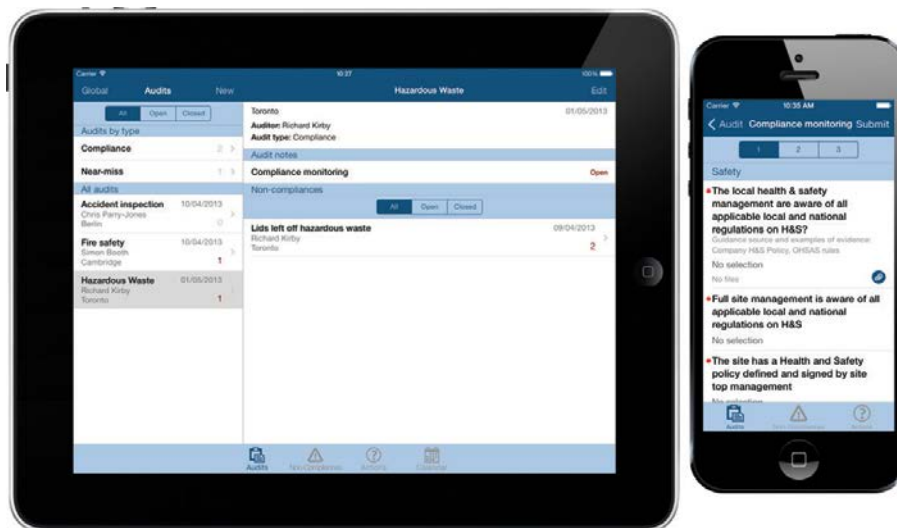 Carrier
10:27
100%
Global
Audits
New
Hazardous Waste
Edit
All
Open
Closed
Audits by type
Compliance
2
Near-miss
1
All audits
Accident inspection
10/04/2013
Chris Parry-Jones
Berlin
0
Fire safety
10/04/2013
Simon Booth
Cambridge
1
Hazardous Waste
01/05/2013
Richard Kirby
Toronto
1
Toronto
01/05/2013
Auditor: Richard Kirby
Audit type: Compliance
Audit notes
Compliance monitoring
Open
Non-compliances
All
Open
Closed
Lids left off hazardous waste
09/04/2013
Richard Kirby
Toronto
2
Audits
Non-Compliances
Actions
Calendar
Carrier
10:35 AM
Audit
Compliance monitoring
Submit
1
2
3
Safety
The local health & safety
management are aware of all
applicable local and national
regulations on H&S?
Guidance source and examples of evidence:
Company H&S Policy, OHSAS rules
No selection
No files
Full site management is aware of all
applicable local and national
regulations on H&S
No selection
The site has a Health and Safety
policy defined and signed by site
top management
No selection
Audits
Non-Compliances
Actions